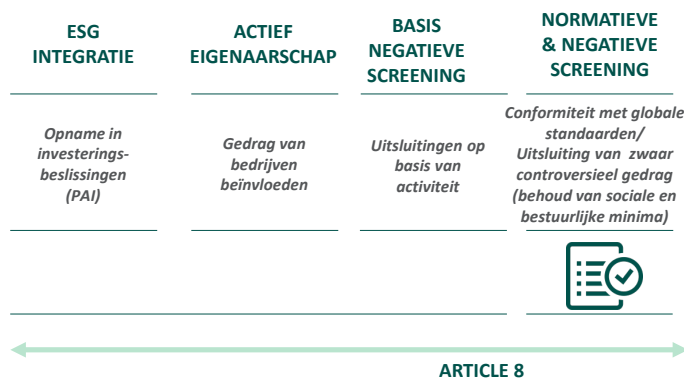 ESG
INTEGRATIE
ACTIEF
EIGENAARSCHAP
BASIS
NEGATIEVE
SCREENING
NORMATIEVE
& NEGATIEVE
SCREENING
Opname in
investerings-
beslissingen
(PAI)
Gedrag van
bedrijven
beïnvloeden
Uitsluitingen op
basis van
activiteit
Conformiteit met globale
standaarden/
Uitsluiting van zwaar
controversieel gedrag
(behoud van sociale en
bestuurlijke minima)
ARTICLE 8